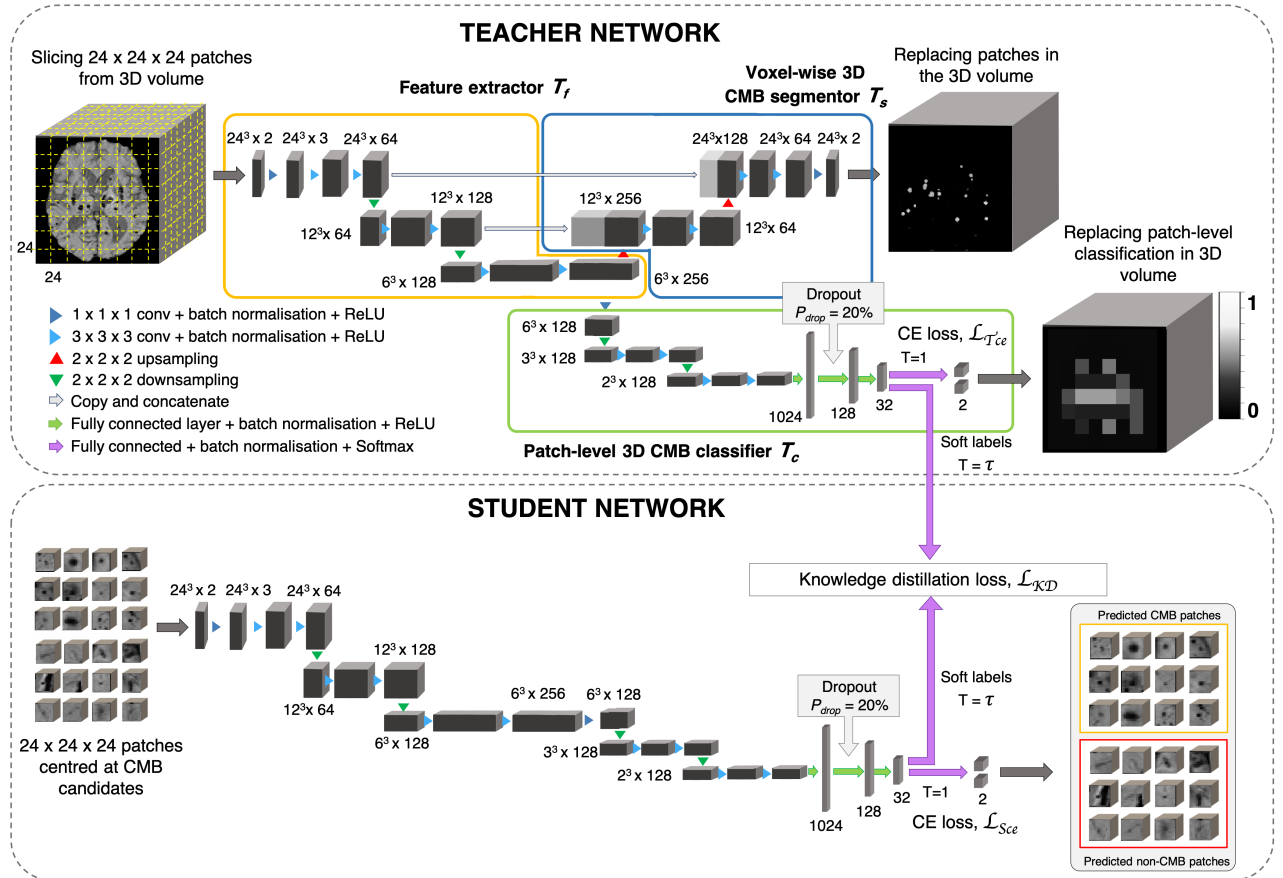 TEACHER NETWORK
Slicing 24 x 24 x 24 patches
from 3D volume
24
24
Feature extractor T_f
Voxel-wise 3D
CMB segmentor T_s
Replacing patches in
the 3D volume
24³ x 2
24³ x 3
24³ x 64
24³x128
24³ x 64
24³x 2
12³x 64
12³ x 128
12³ x 256
12³x 64
6³ x 128
6³ x 256
Replacing patch-level
classification in 3D
volume
1
0
1 x 1 x 1 conv + batch normalisation + ReLU
3 x 3 x 3 conv + batch normalisation + ReLU
2 x 2 x 2 upsampling
2 x 2 x 2 downsampling
Copy and concatenate
Fully connected layer + batch normalisation + ReLU
Fully connected + batch normalisation + Softmax
6³ x 128
3³ x 128
2³ x 128
Dropout
P_drop = 20%
1024
128
32
CE loss, ℒ_𝒯ce
T=1
2
Patch-level 3D CMB classifier T_c
Soft labels
T = τ
STUDENT NETWORK
24 x 24 x 24 patches
centred at CMB
candidates
24³ x 2
24³ x 3
24³ x 64
12³x 64
12³ x 128
6³ x 128
6³ x 256
6³ x 128
3³ x 128
2³ x 128
Dropout
P_drop = 20%
1024
128
32
T=1
2
CE loss, ℒ_Sce
Soft labels
T = τ
Knowledge distillation loss, ℒ_𝒦𝒟
Predicted CMB patches
Predicted non-CMB patches